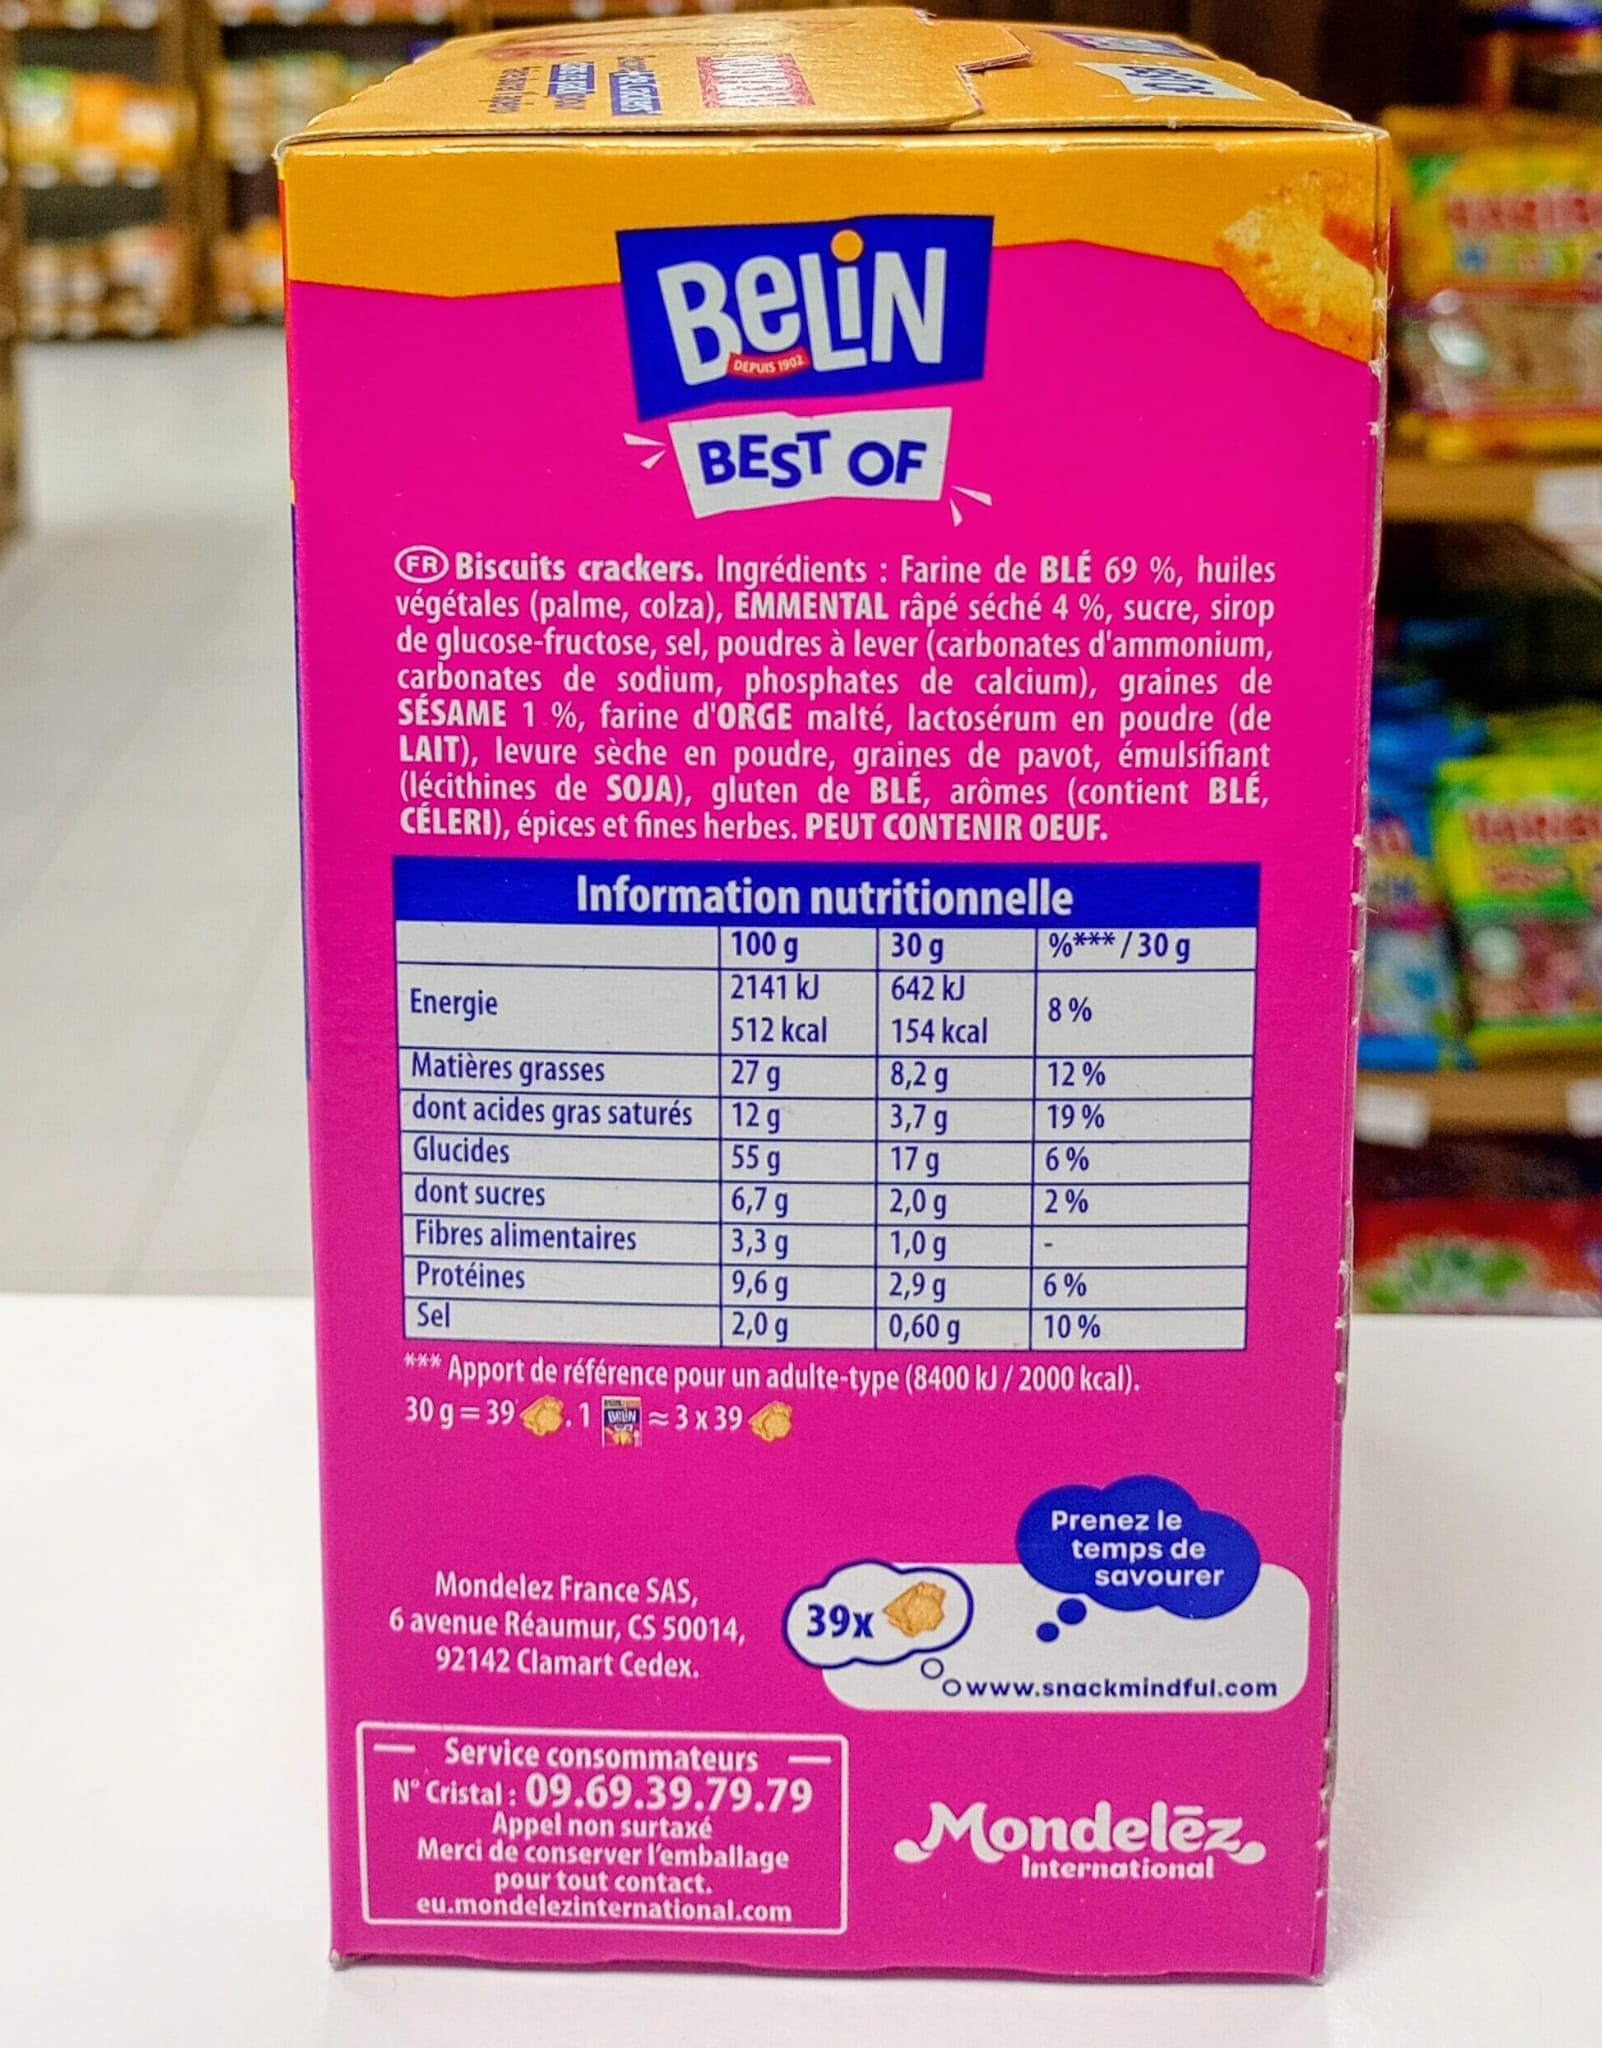 BELIN
DEPUIS 1902
BEST OF
FR Biscuits crackers. Ingrédients : Farine de BLÉ 69 %, huiles
végétales (palme, colza), EMMENTAL râpé séché 4 %, sucre, sirop
de glucose-fructose, sel, poudres à lever (carbonates d'ammonium,
carbonates de sodium, phosphates de calcium), graines de
SÉSAME 1 %, farine d'ORGE malté, lactosérum en poudre (de
LAIT), levure sèche en poudre, graines de pavot, émulsifiant
(lécithines de SOJA), gluten de BLÉ, arômes (contient BLÉ,
CÉLERI), épices et fines herbes. PEUT CONTENIR OEUF.
Information nutritionnelle
100 g 30 g %*** / 30 g
Energie 2141 kJ 642 kJ 8 %
512 kcal 154 kcal
Matières grasses 27 g 8,2 g 12 %
dont acides gras saturés 12 g 3,7 g 19 %
Glucides 55 g 17 g 6 %
dont sucres 6,7 g 2,0 g 2 %
Fibres alimentaires 3,3 g 1,0 g -
Protéines 9,6 g 2,9 g 6 %
Sel 2,0 g 0,60 g 10 %
*** Apport de référence pour un adulte-type (8400 kJ / 2000 kcal).
30 g = 39 . 1 BELIN ≈ 3 x 39
Prenez le
temps de
savourer
39x
www.snackmindful.com
Mondelez France SAS,
6 avenue Réaumur, CS 50014,
92142 Clamart Cedex.
Service consommateurs
N° Cristal : 09.69.39.79.79
Appel non surtaxé
Merci de conserver l'emballage
pour tout contact.
eu.mondelezinternational.com
Mondelēz
International